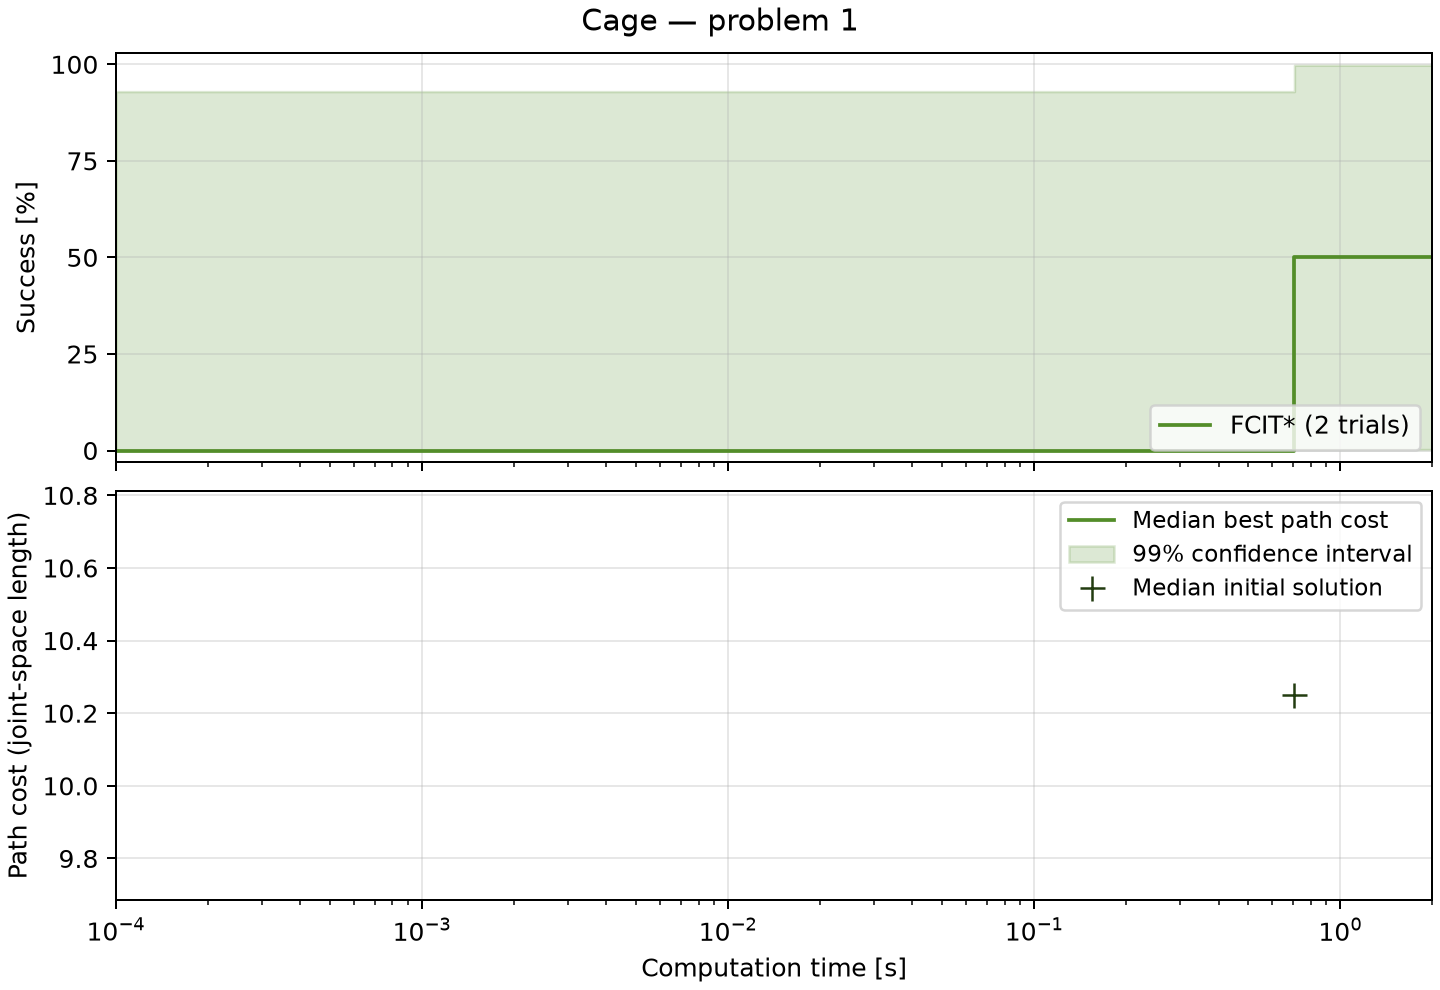 Cage — problem 1
100
75
50
25
0
Success [%]
FCIT* (2 trials)
10.8
10.6
10.4
10.2
10.0
9.8
Path cost (joint-space length)
Median best path cost
99% confidence interval
Median initial solution
10⁻⁴ 10⁻³ 10⁻² 10⁻¹ 10⁰
Computation time [s]